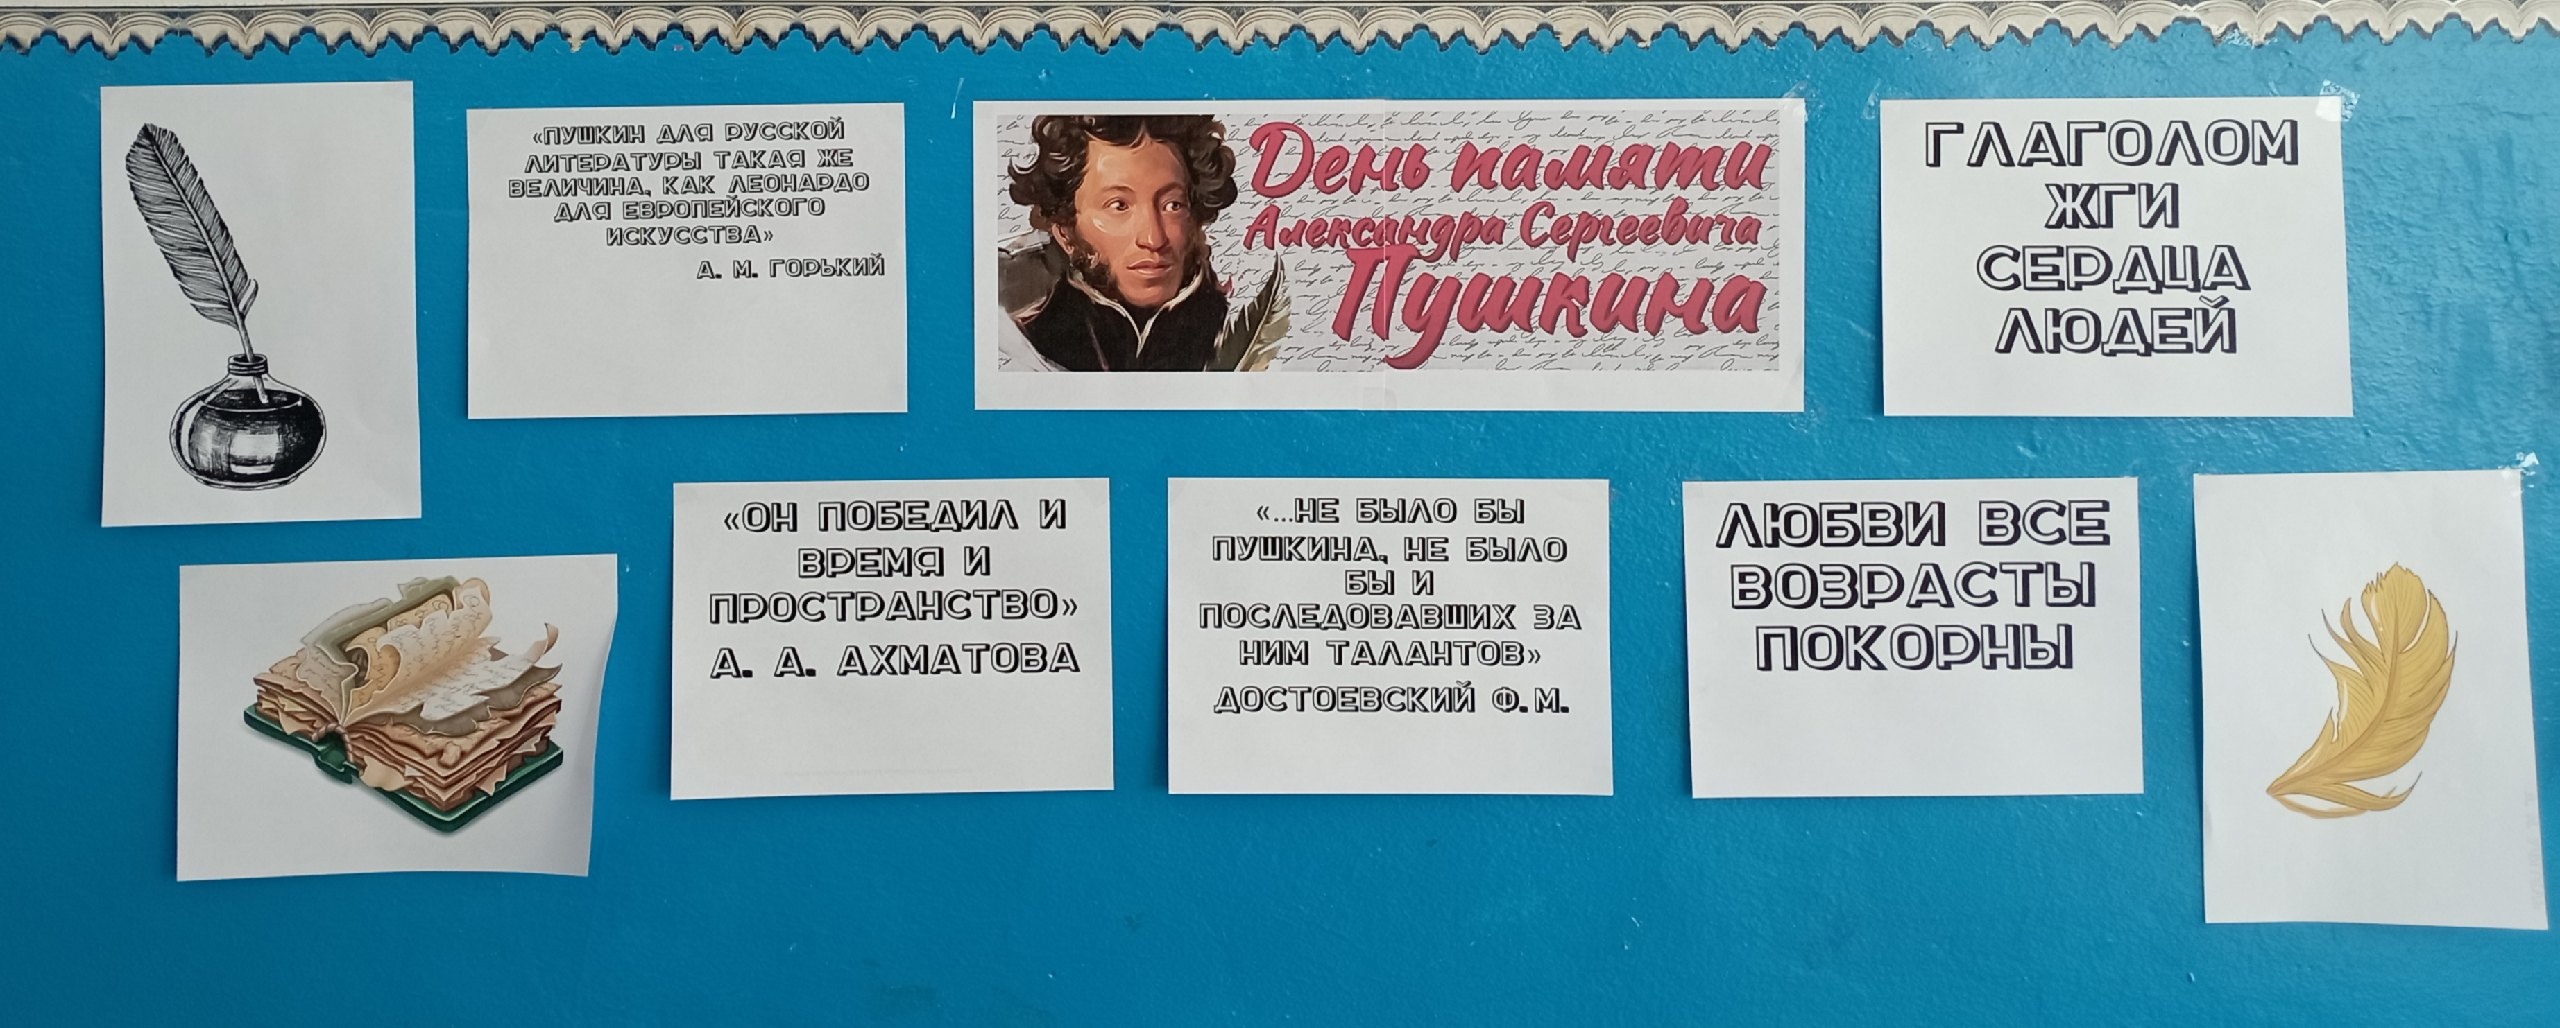 «ПУШКИН ДЛЯ РУССКОЙ
ЛИТЕРАТУРЫ ТАКАЯ ЖЕ
ВЕЛИЧИНА, КАК ЛЕОНАРДО
ДЛЯ ЕВРОПЕЙСКОГО
ИСКУССТВА»
А. М. ГОРЬКИЙ
День памяти
Александра Сергеевича
Пушкина
ГЛАГОЛОМ
ЖГИ
СЕРДЦА
ЛЮДЕЙ
«ОН ПОБЕДИЛ И
ВРЕМЯ И
ПРОСТРАНСТВО»
А. А. АХМАТОВА
«...НЕ БЫЛО БЫ
ПУШКИНА, НЕ БЫЛО
БЫ И
ПОСЛЕДОВАВШИХ ЗА
НИМ ТАЛАНТОВ»
ДОСТОЕВСКИЙ Ф.М.
ЛЮБВИ ВСЕ
ВОЗРАСТЫ
ПОКОРНЫ